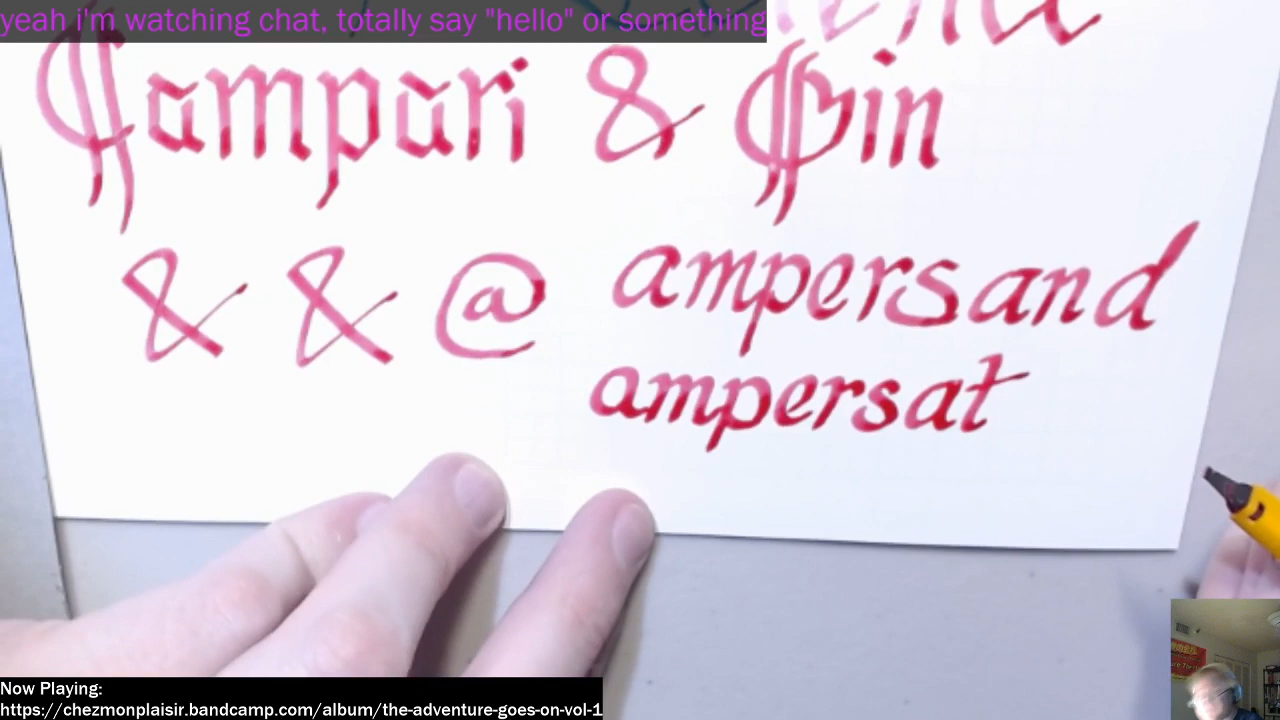 yeah i'm watching chat, totally say "hello" or something
Campari & Gin
& & @ ampersand
ampersat
Now Playing:
https://chezmonplaisir.bandcamp.com/album/the-adventure-goes-on-vol-1